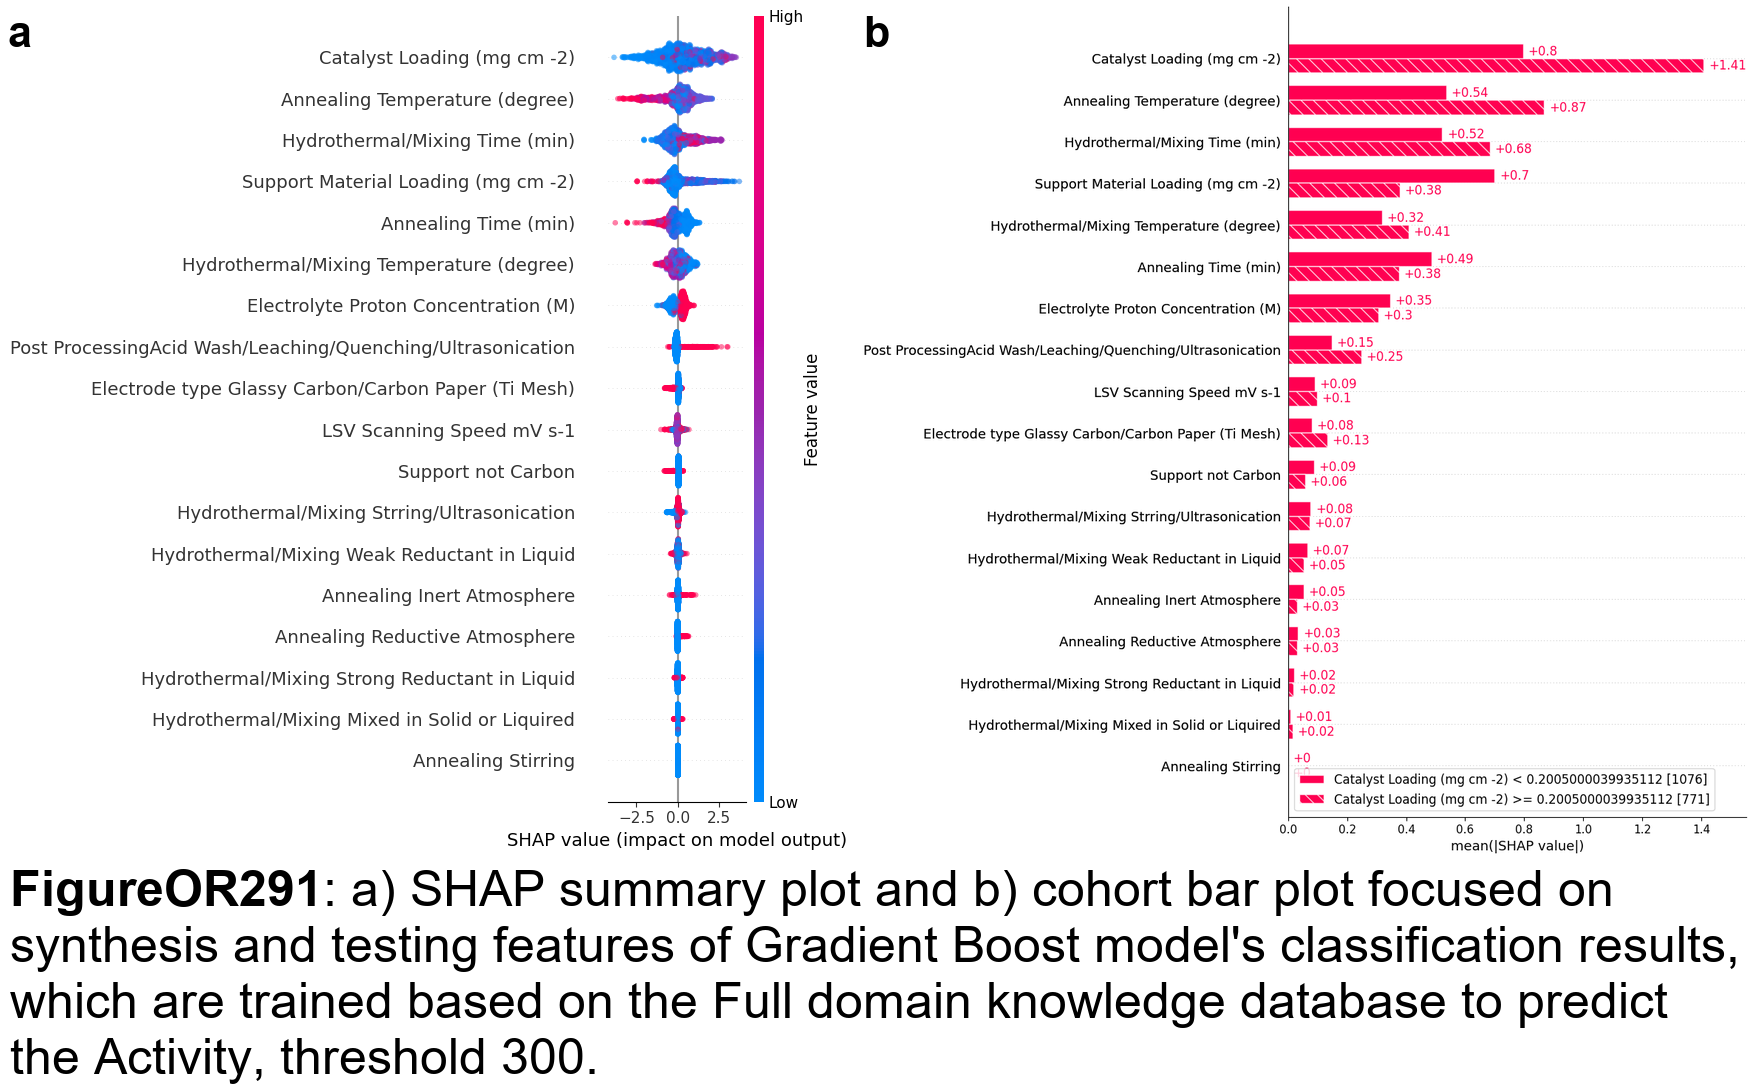 a
High
Catalyst Loading (mg cm -2)
Annealing Temperature (degree)
Hydrothermal/Mixing Time (min)
Support Material Loading (mg cm -2)
Annealing Time (min)
Hydrothermal/Mixing Temperature (degree)
Electrolyte Proton Concentration (M)
Post ProcessingAcid Wash/Leaching/Quenching/Ultrasonication
Electrode type Glassy Carbon/Carbon Paper (Ti Mesh)
LSV Scanning Speed mV s-1
Support not Carbon
Hydrothermal/Mixing Strring/Ultrasonication
Hydrothermal/Mixing Weak Reductant in Liquid
Annealing Inert Atmosphere
Annealing Reductive Atmosphere
Hydrothermal/Mixing Strong Reductant in Liquid
Hydrothermal/Mixing Mixed in Solid or Liquired
Annealing Stirring
Feature value
Low
−2.5 0.0 2.5
SHAP value (impact on model output)
b
Catalyst Loading (mg cm -2) +0.8
+1.41
Annealing Temperature (degree) +0.54
+0.87
Hydrothermal/Mixing Time (min) +0.52
+0.68
Support Material Loading (mg cm -2) +0.7
+0.38
Hydrothermal/Mixing Temperature (degree) +0.32
+0.41
Annealing Time (min) +0.49
+0.38
Electrolyte Proton Concentration (M) +0.35
+0.3
Post ProcessingAcid Wash/Leaching/Quenching/Ultrasonication +0.15
+0.25
LSV Scanning Speed mV s-1 +0.09
+0.1
Electrode type Glassy Carbon/Carbon Paper (Ti Mesh) +0.08
+0.13
Support not Carbon +0.09
+0.06
Hydrothermal/Mixing Strring/Ultrasonication +0.08
+0.07
Hydrothermal/Mixing Weak Reductant in Liquid +0.07
+0.05
Annealing Inert Atmosphere +0.05
+0.03
Annealing Reductive Atmosphere +0.03
+0.03
Hydrothermal/Mixing Strong Reductant in Liquid +0.02
+0.02
Hydrothermal/Mixing Mixed in Solid or Liquired +0.01
+0.02
Annealing Stirring +0
Catalyst Loading (mg cm -2) < 0.2005000039935112 [1076]
Catalyst Loading (mg cm -2) >= 0.2005000039935112 [771]
0.0 0.2 0.4 0.6 0.8 1.0 1.2 1.4
mean(|SHAP value|)
FigureOR291: a) SHAP summary plot and b) cohort bar plot focused on
synthesis and testing features of Gradient Boost model's classification results,
which are trained based on the Full domain knowledge database to predict
the Activity, threshold 300.